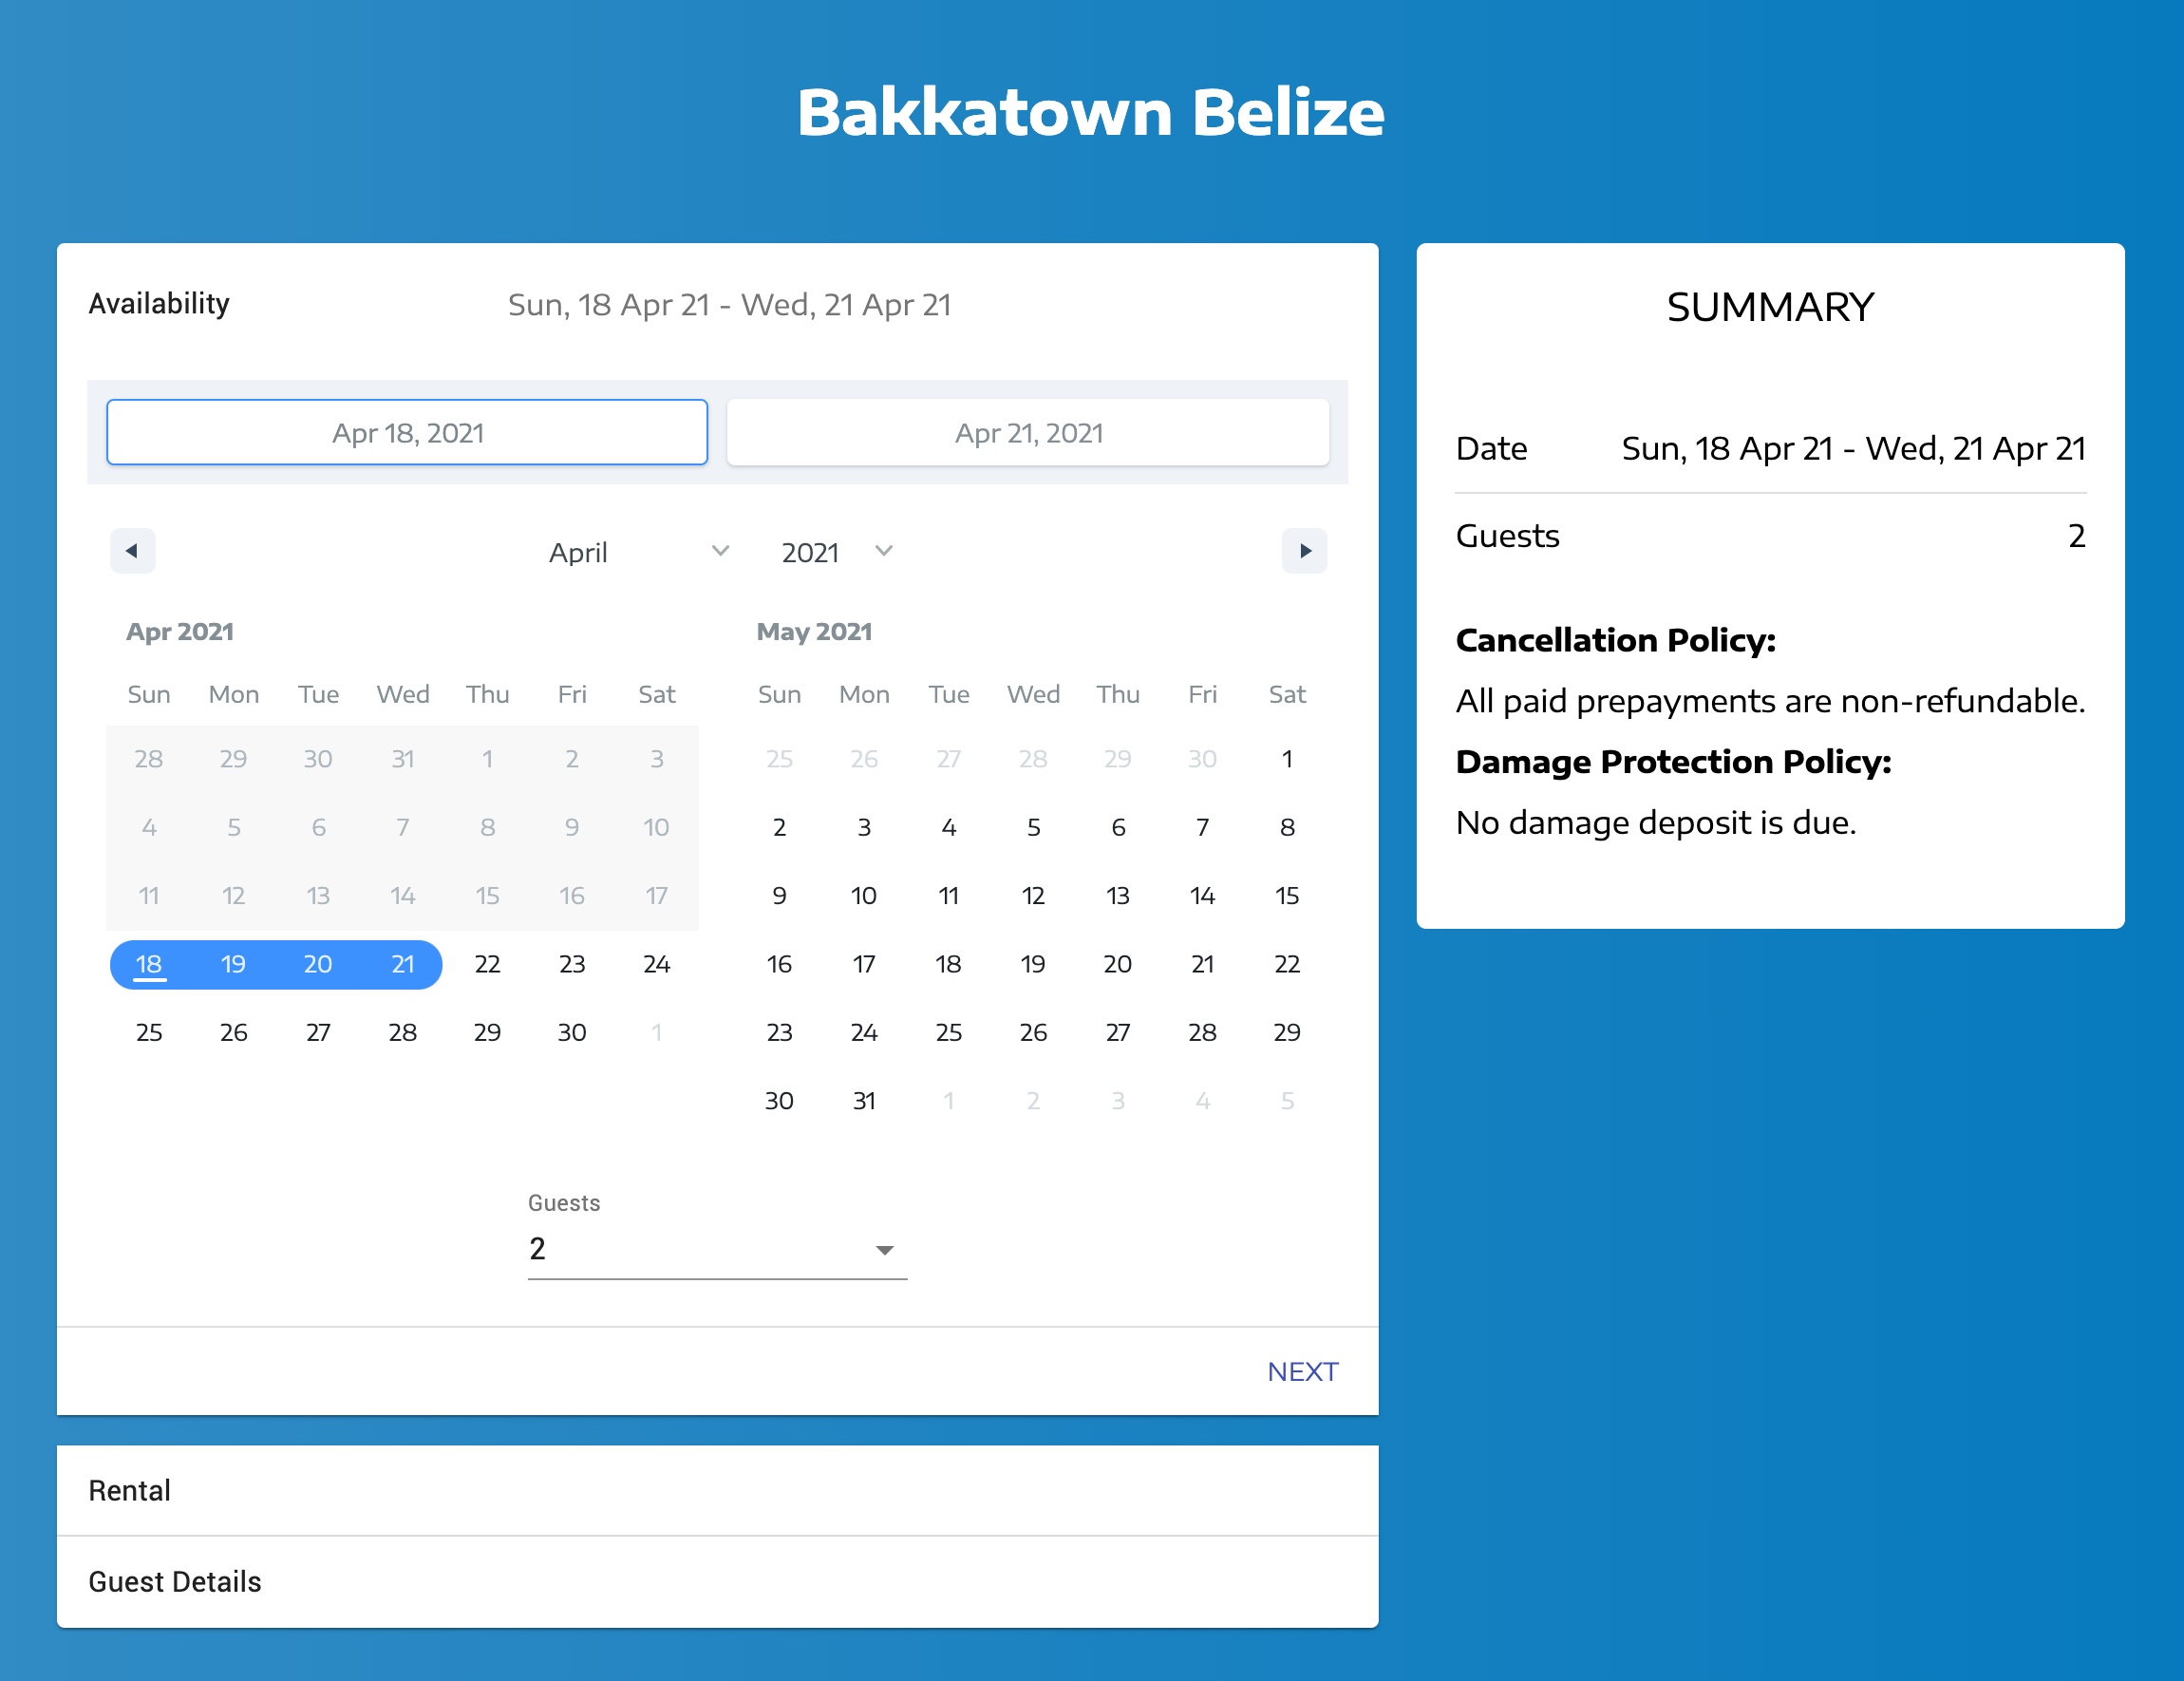 Bakkatown Belize
Availability
Sun, 18 Apr 21 - Wed, 21 Apr 21
Apr 18, 2021
Apr 21, 2021
April
2021
Apr 2021
Sun Mon Tue Wed Thu Fri Sat
28 29 30 31 1 2 3
4 5 6 7 8 9 10
11 12 13 14 15 16 17
18 19 20 21 22 23 24
25 26 27 28 29 30 1
May 2021
Sun Mon Tue Wed Thu Fri Sat
25 26 27 28 29 30 1
2 3 4 5 6 7 8
9 10 11 12 13 14 15
16 17 18 19 20 21 22
23 24 25 26 27 28 29
30 31 1 2 3 4 5
Guests
2
NEXT
Rental
Guest Details
SUMMARY
Date Sun, 18 Apr 21 - Wed, 21 Apr 21
Guests 2
Cancellation Policy:
All paid prepayments are non-refundable.
Damage Protection Policy:
No damage deposit is due.